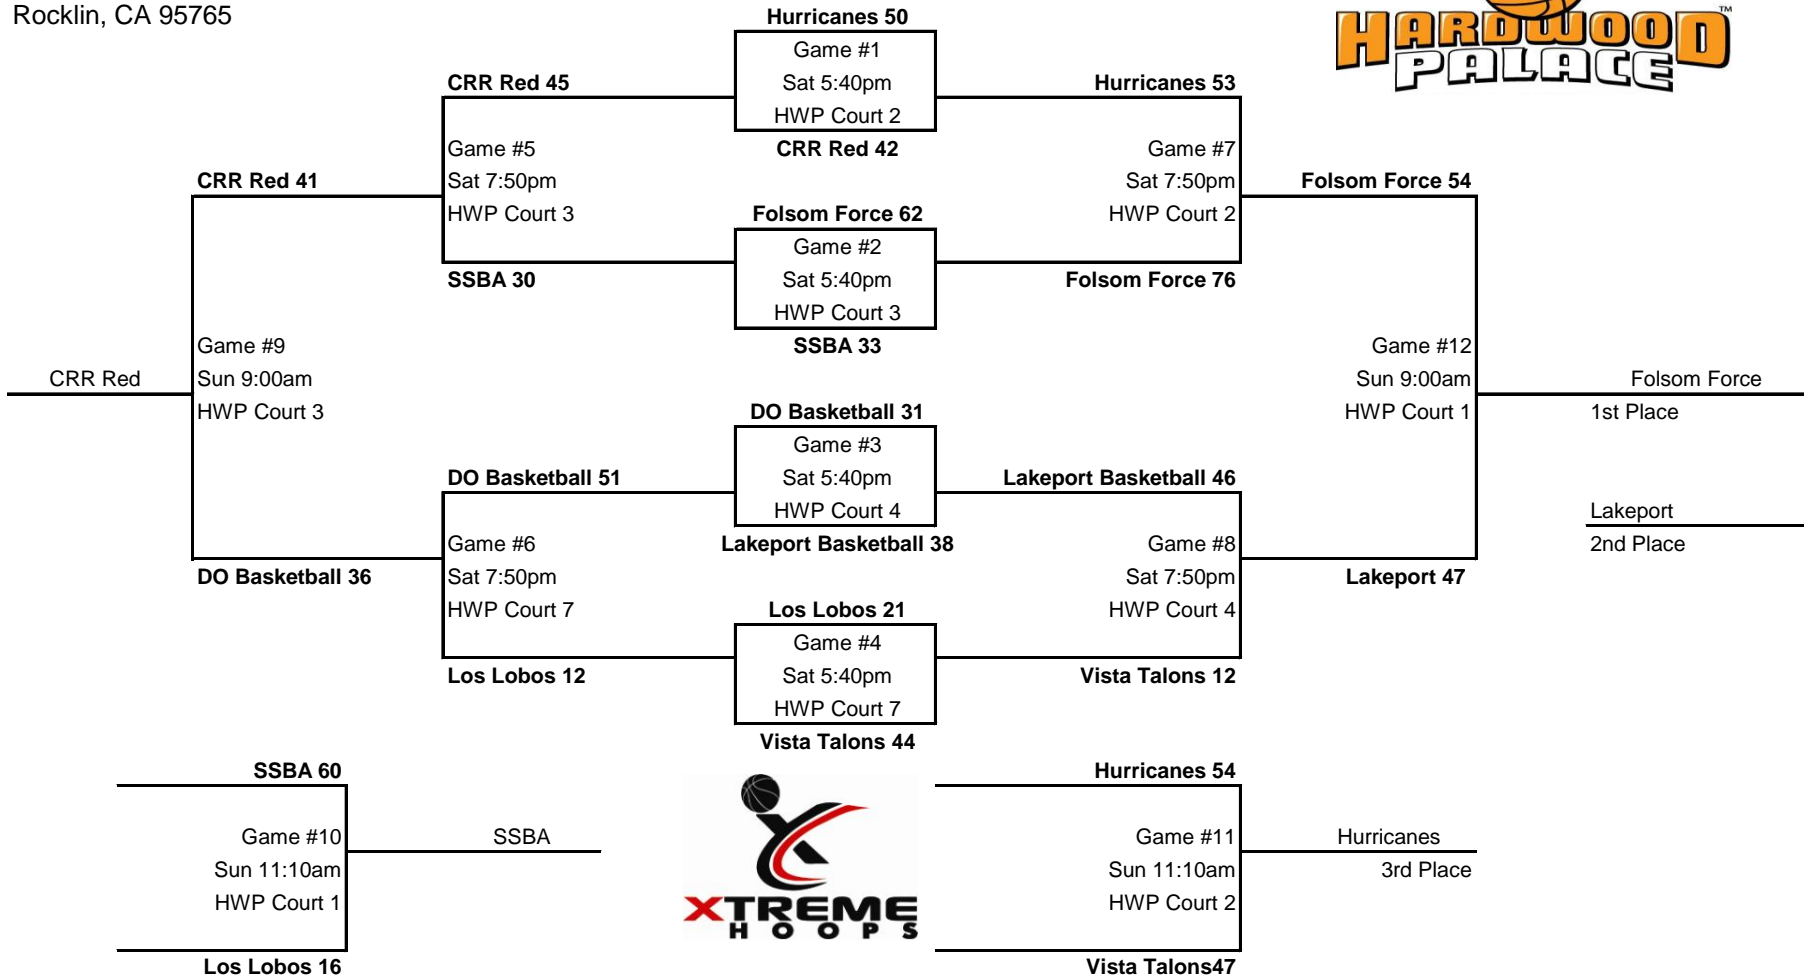 Rocklin, CA 95765
HARDWOOD
PALACE
TM
Hurricanes 50
Game #1
Sat 5:40pm
HWP Court 2
CRR Red 42
CRR Red 45
Game #5
Sat 7:50pm
HWP Court 3
SSBA 30
Hurricanes 53
Game #7
Sat 7:50pm
HWP Court 2
Folsom Force 76
CRR Red 41
Folsom Force 54
Folsom Force 62
Game #2
Sat 5:40pm
HWP Court 3
SSBA 33
Game #9
Sun 9:00am
HWP Court 3
CRR Red
Game #12
Sun 9:00am
HWP Court 1
Folsom Force
1st Place
DO Basketball 31
Game #3
Sat 5:40pm
HWP Court 4
Lakeport Basketball 38
DO Basketball 51
Game #6
Sat 7:50pm
HWP Court 7
Los Lobos 12
Lakeport Basketball 46
Game #8
Sat 7:50pm
HWP Court 4
Vista Talons 12
Lakeport
2nd Place
DO Basketball 36
Lakeport 47
Los Lobos 21
Game #4
Sat 5:40pm
HWP Court 7
Vista Talons 44
SSBA 60
Game #10
Sun 11:10am
HWP Court 1
Los Lobos 16
SSBA
XTREME
HOOPS
Hurricanes 54
Game #11
Sun 11:10am
HWP Court 2
Vista Talons47
Hurricanes
3rd Place